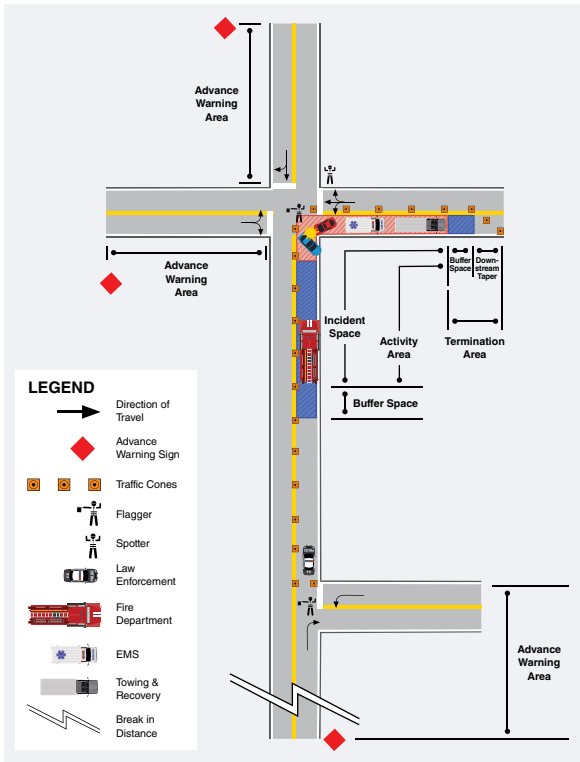 Advance
Warning
Area
Advance
Warning
Area
Buffer
Space
Down-
stream
Taper
Incident
Space
Activity
Area
Termination
Area
Buffer Space
LEGEND
Direction of
Travel
Advance
Warning Sign
Traffic Cones
Flagger
Spotter
Law
Enforcement
Fire
Department
EMS
Towing &
Recovery
Break in
Distance
Advance
Warning
Area